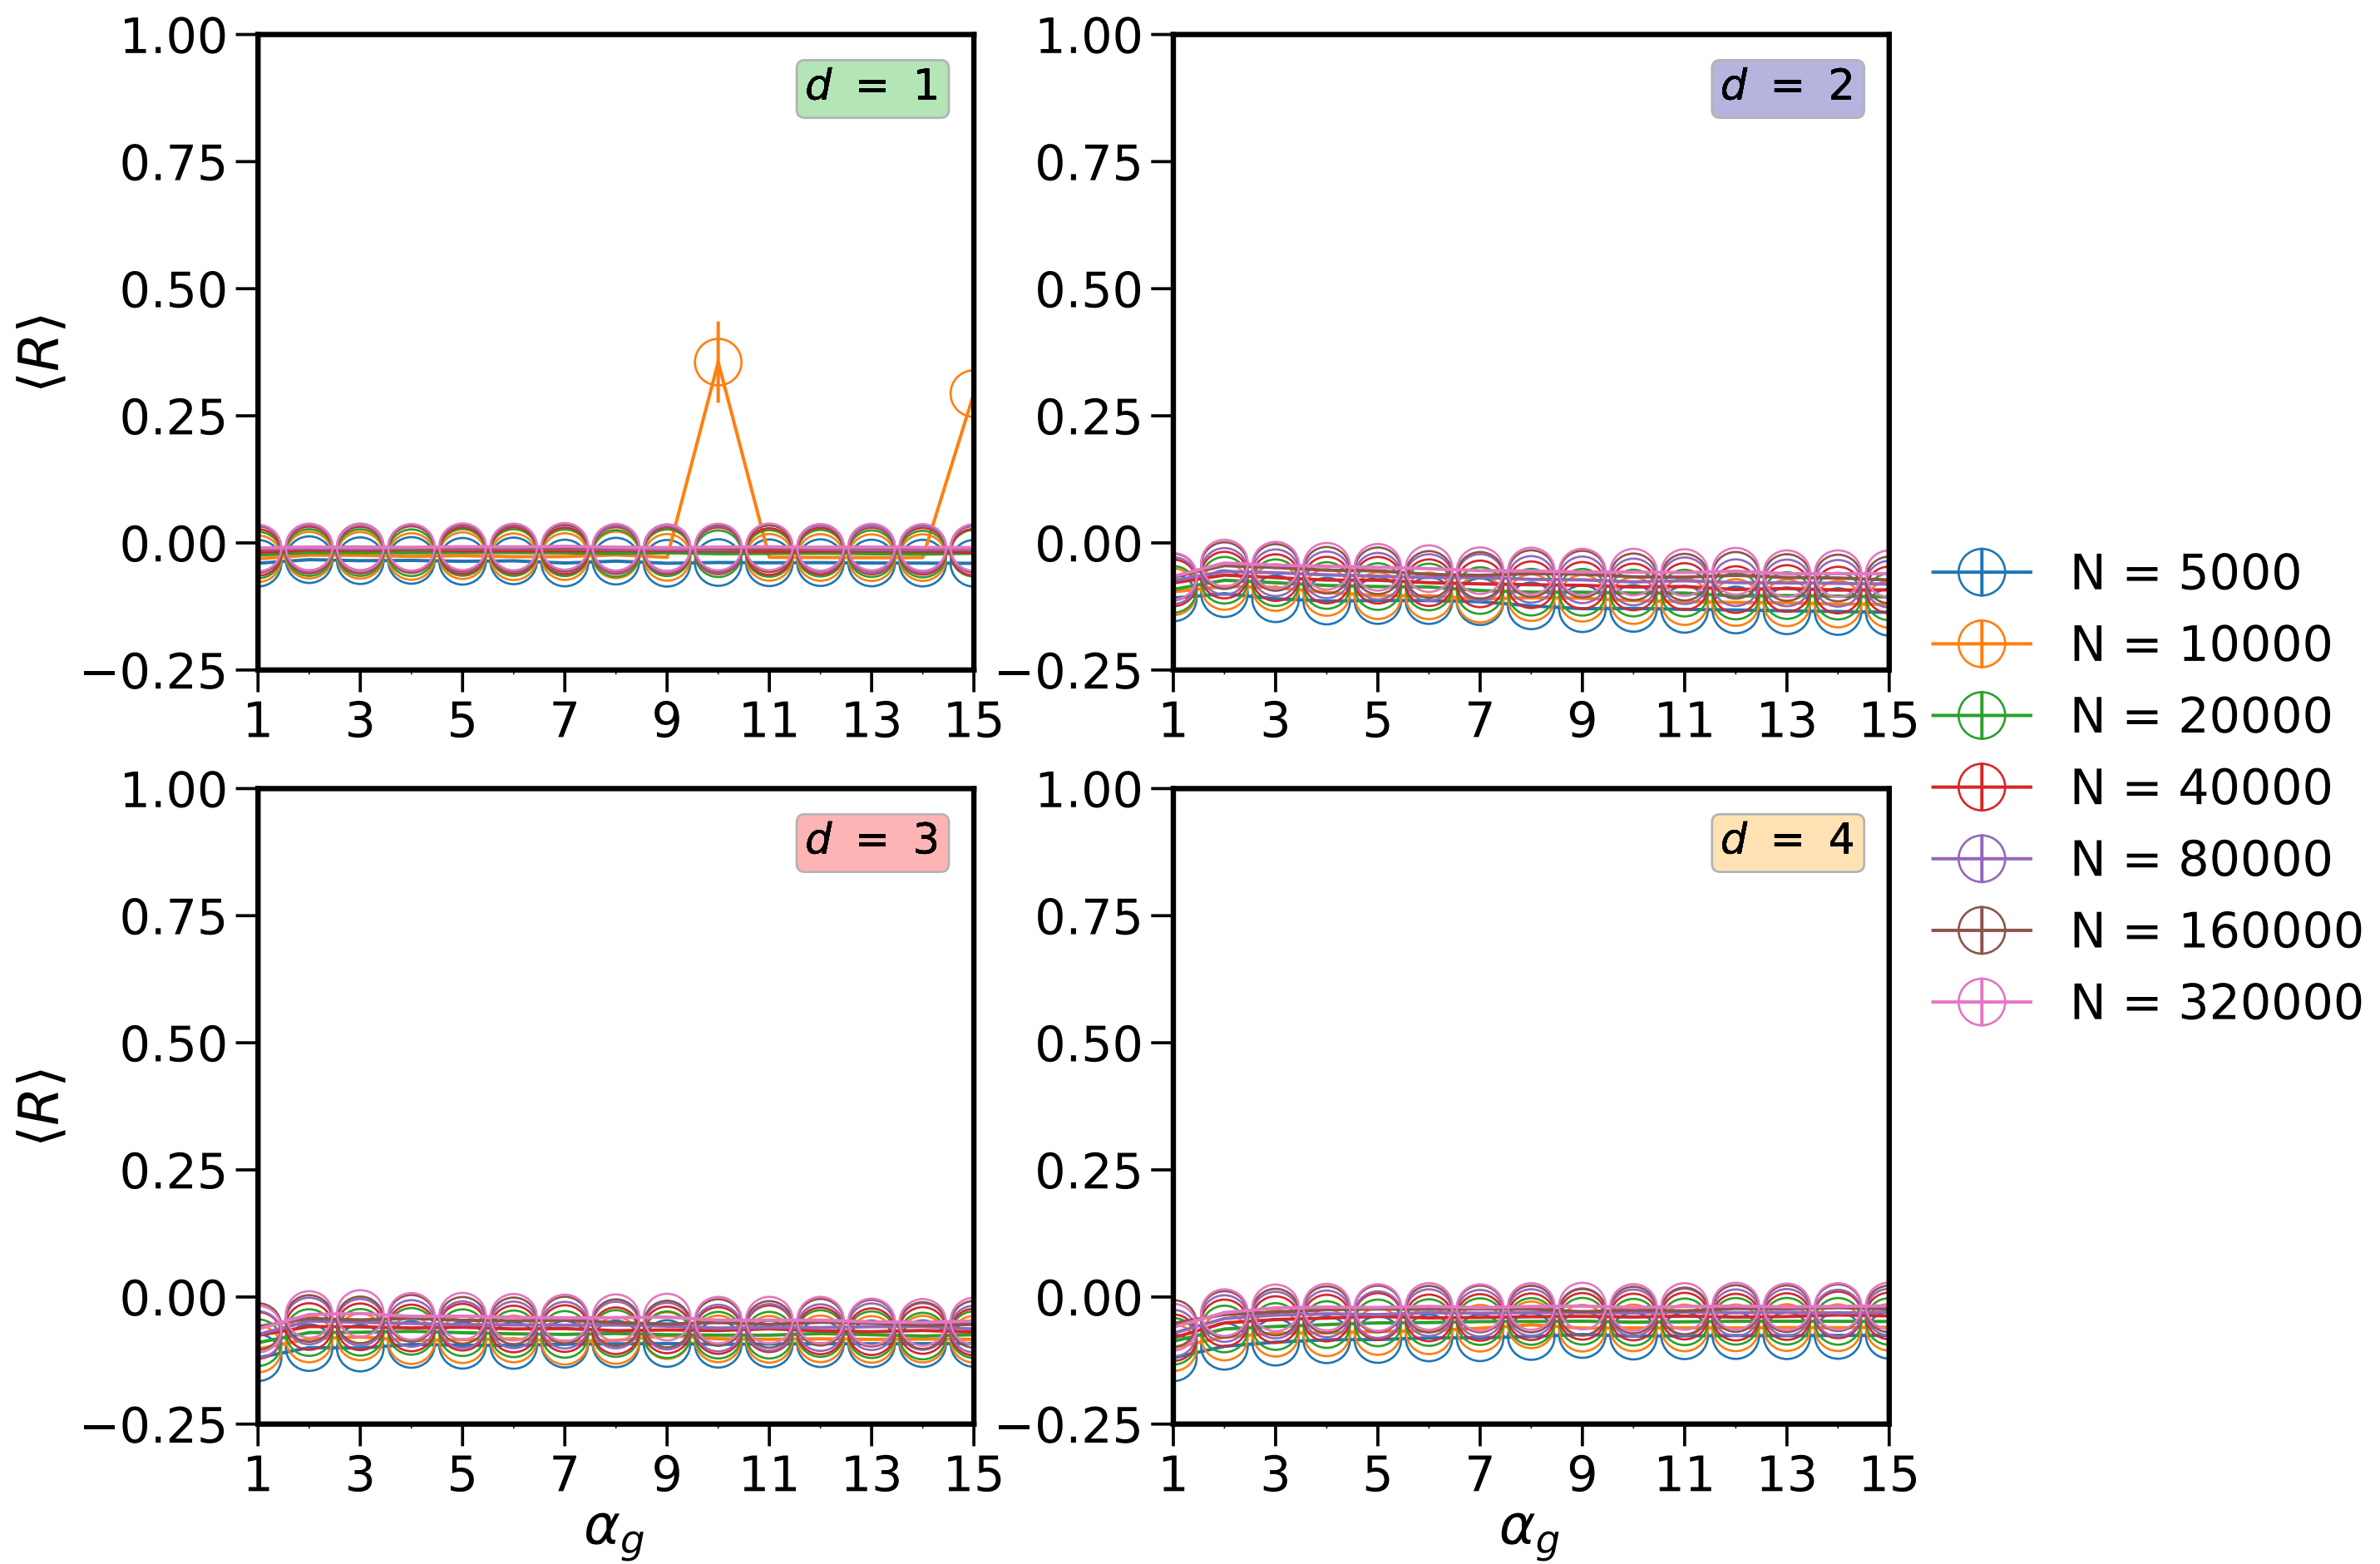 1.00
0.75
0.50
0.25
0.00
−0.25
⟨R⟩
d = 1
1 3 5 7 9 11 13 15
1.00
0.75
0.50
0.25
0.00
−0.25
d = 2
1 3 5 7 9 11 13 15
1.00
0.75
0.50
0.25
0.00
−0.25
⟨R⟩
d = 3
1 3 5 7 9 11 13 15
α_g
1.00
0.75
0.50
0.25
0.00
−0.25
d = 4
1 3 5 7 9 11 13 15
α_g
N = 5000
N = 10000
N = 20000
N = 40000
N = 80000
N = 160000
N = 320000